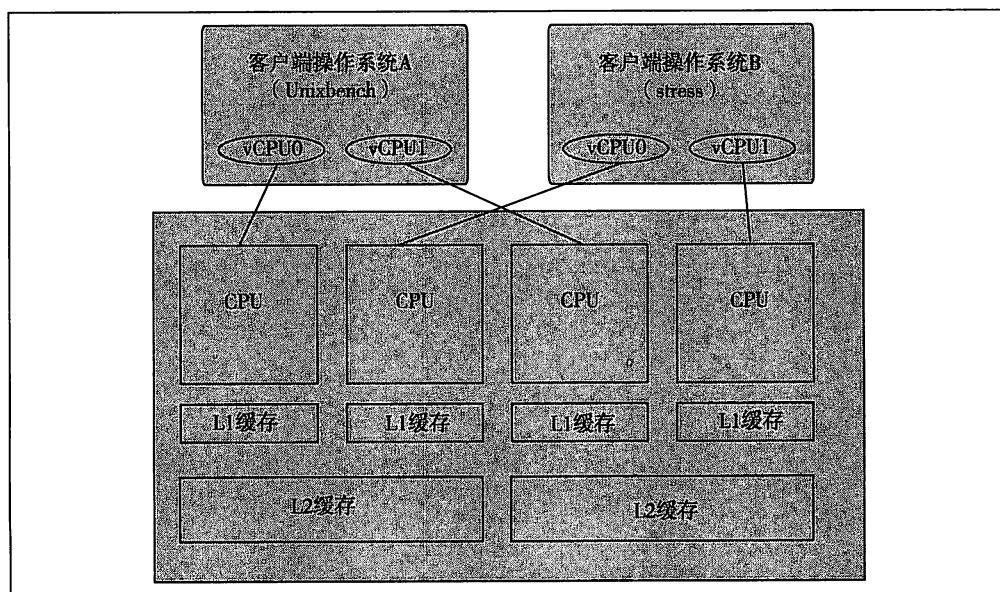 客户端操作系统A
（Unixbench）
客户端操作系统B
（stress）
vCPU0
vCPU1
vCPU0
vCPU1
CPU
CPU
CPU
CPU
L1缓存
L1缓存
L1缓存
L1缓存
L2缓存
L2缓存